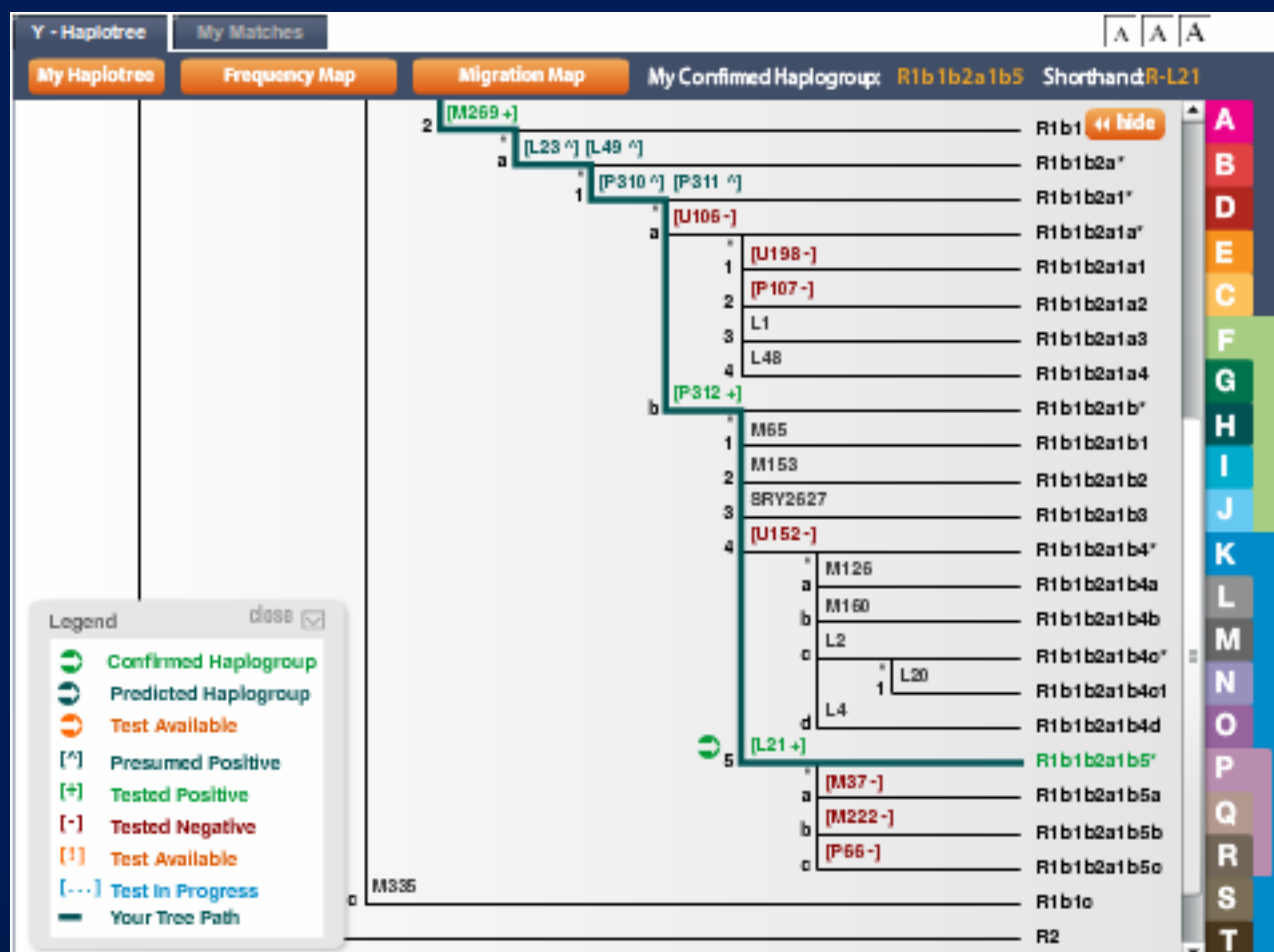 Y - Haplotree My Matches A A A
My Haplotree Frequency Map Migration Map My Confirmed Haplogroup: R1b1b2a1b5 Shorthand:R-L21
[M269 +]
2 R1b1 hide A
* [L23 ^] [L49 ^]
a R1b1b2a* B
* [P310 ^] [P311 ^]
1 R1b1b2a1* D
* [U106 -]
a R1b1b2a1a* E
* [U198 -]
1 R1b1b2a1a1
[P107 -] C
2 R1b1b2a1a2
L1
3 R1b1b2a1a3 F
L48
4 R1b1b2a1a4 G
[P312 +]
b R1b1b2a1b* H
* M65
1 R1b1b2a1b1
M153 I
2 R1b1b2a1b2
SRY2627
3 R1b1b2a1b3 J
[U152 -]
4 R1b1b2a1b4* K
* M126
a R1b1b2a1b4a L
M160
b R1b1b2a1b4b M
L2
c R1b1b2a1b4c*
* L20 N
1 R1b1b2a1b4c1
L4
d R1b1b2a1b4d O
[L21 +]
5 R1b1b2a1b5* P
* [M37 -]
a R1b1b2a1b5a Q
[M222 -]
b R1b1b2a1b5b
[P66 -] R
c R1b1b2a1b5c
M335
c R1b1c S
R2 T
Legend close
Confirmed Haplogroup
Predicted Haplogroup
Test Available
[^] Presumed Positive
[+] Tested Positive
[-] Tested Negative
[!] Test Available
[...] Test In Progress
Your Tree Path